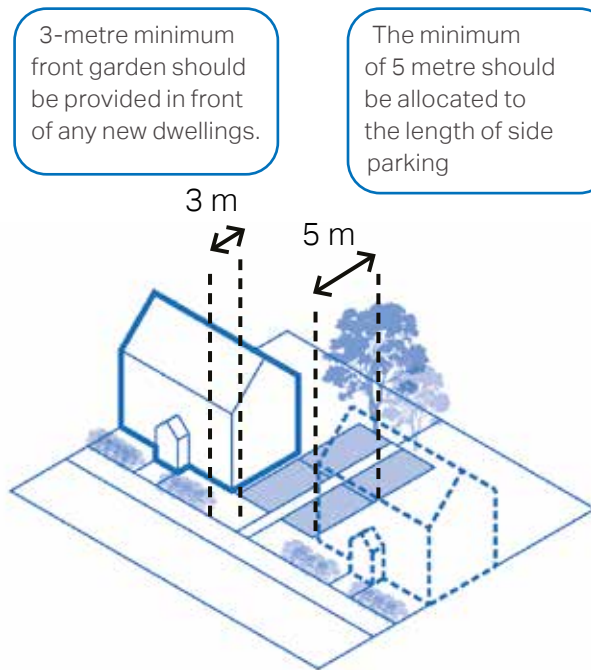 3-metre minimum
front garden should
be provided in front
of any new dwellings.
The minimum
of 5 metre should
be allocated to
the length of side
parking
3 m
5 m